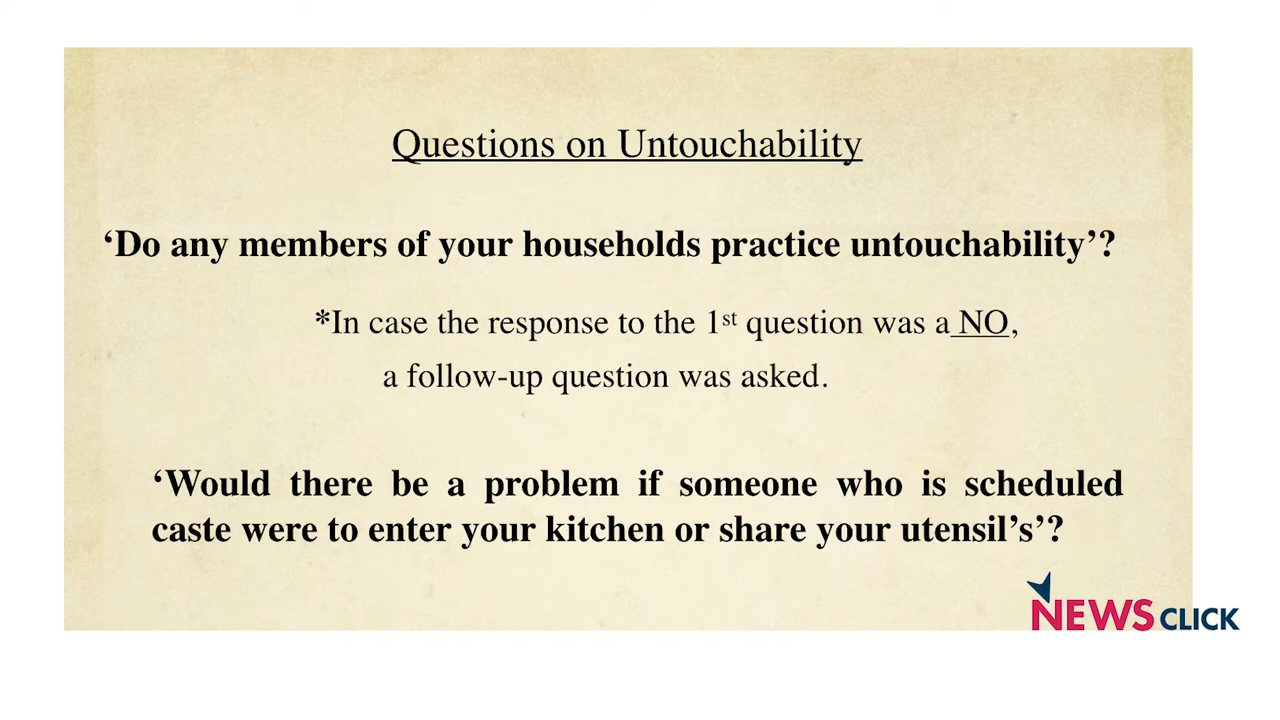 Questions on Untouchability
‘Do any members of your households practice untouchability’?
*In case the response to the 1st question was a NO,
a follow-up question was asked.
‘Would there be a problem if someone who is scheduled
caste were to enter your kitchen or share your utensil’s’?
NEWS CLICK